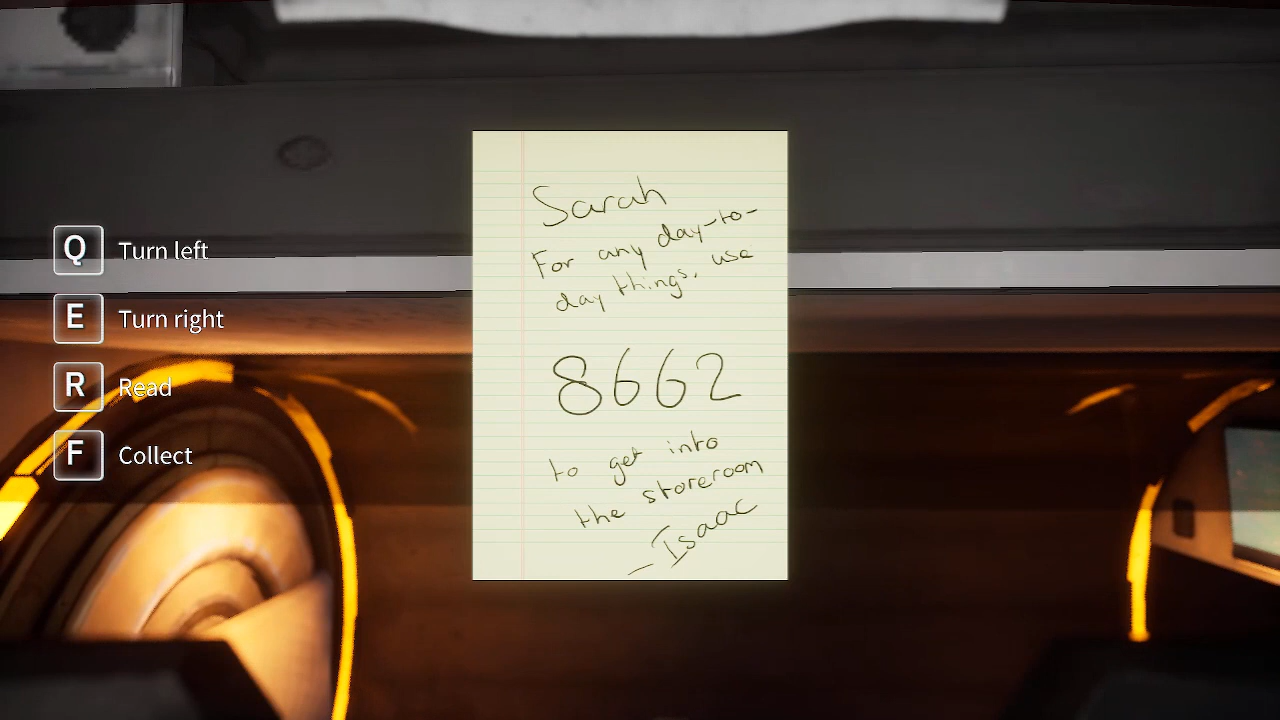 Sarah
For any day-to-
day things, use
8662
to get into
the storeroom
- Isaac
Q Turn left
E Turn right
R Read
F Collect